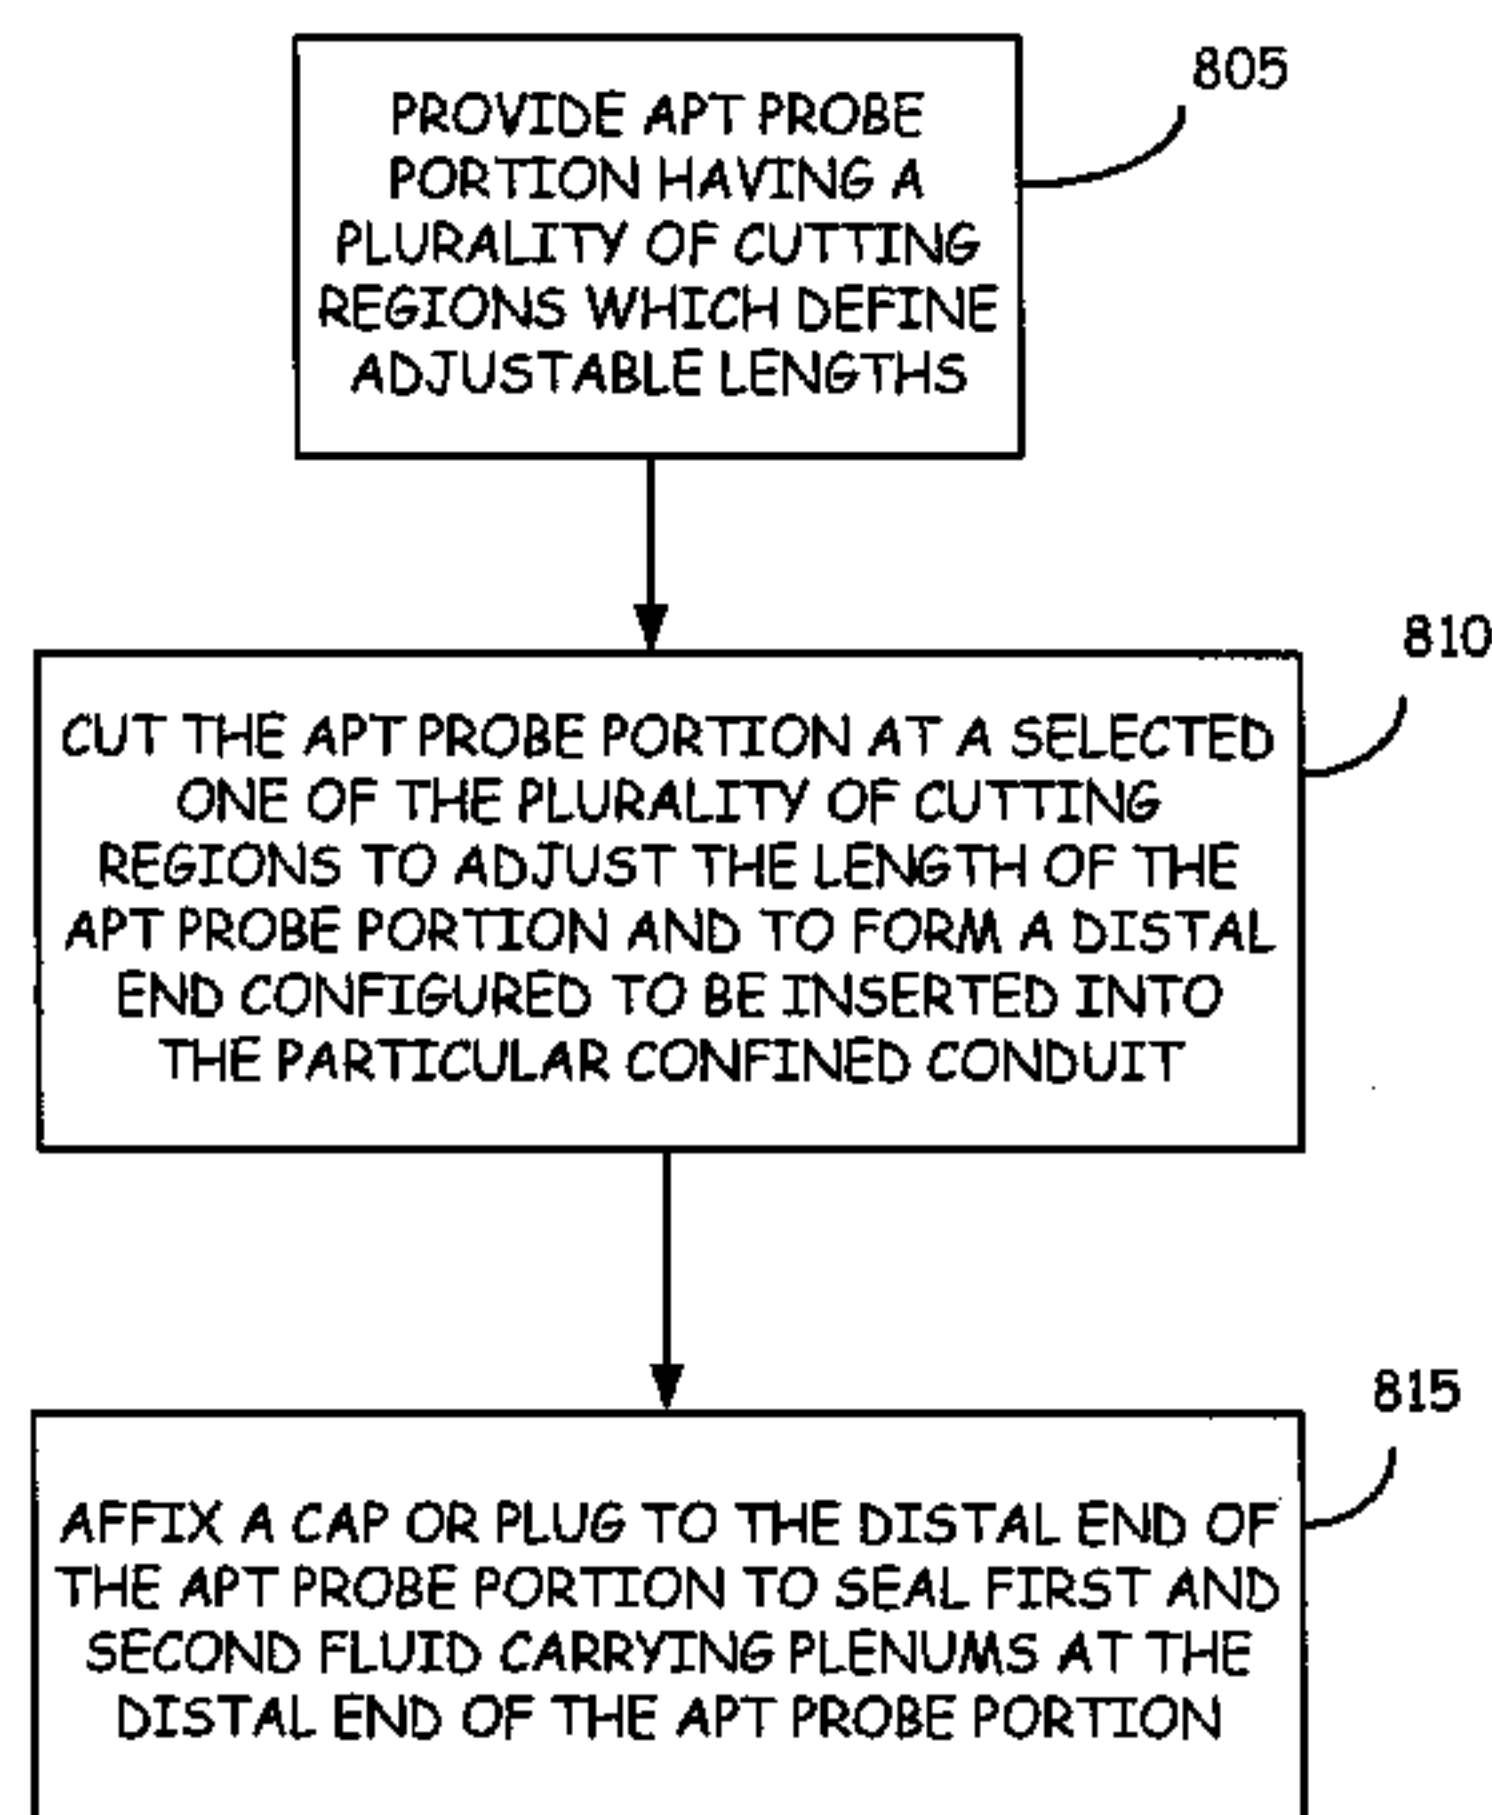 805
PROVIDE APT PROBE
PORTION HAVING A
PLURALITY OF CUTTING
REGIONS WHICH DEFINE
ADJUSTABLE LENGTHS
810
CUT THE APT PROBE PORTION AT A SELECTED
ONE OF THE PLURALITY OF CUTTING
REGIONS TO ADJUST THE LENGTH OF THE
APT PROBE PORTION AND TO FORM A DISTAL
END CONFIGURED TO BE INSERTED INTO
THE PARTICULAR CONFINED CONDUIT
815
AFFIX A CAP OR PLUG TO THE DISTAL END OF
THE APT PROBE PORTION TO SEAL FIRST AND
SECOND FLUID CARRYING PLENUMS AT THE
DISTAL END OF THE APT PROBE PORTION